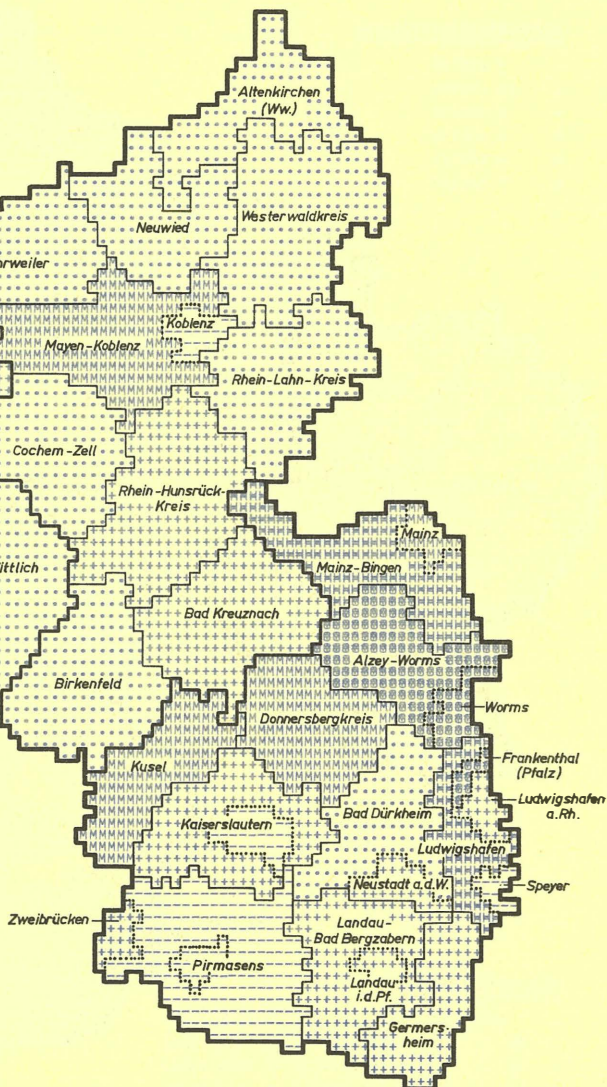 Altenkirchen
(Ww.)
Neuwied
Westerwaldkreis
Koblenz
Mayen-Koblenz
Rhein-Lahn-Kreis
Cochem-Zell
Rhein-Hunsrück-
Kreis
Mainz
Mainz-Bingen
Bad Kreuznach
Alzey-Worms
Birkenfeld
Worms
Donnersbergkreis
Kusel
Frankenthal
(Pfalz)
Ludwigshafen
a.Rh.
Bad Dürkheim
Kaiserslautern
Ludwigshafen
Neustadt a.d.W.
Speyer
Zweibrücken
Landau-
Bad Bergzabern
Pirmasens
Landau
i.d.Pf.
Germers-
heim